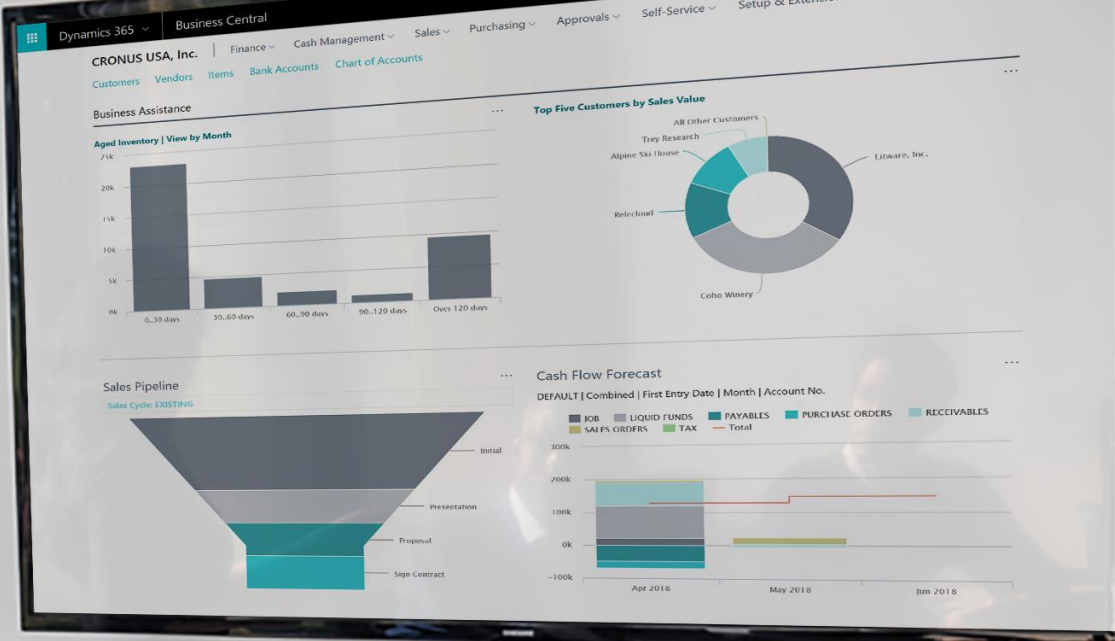 Dynamics 365
Business Central
CRONUS USA, Inc.
Finance
Cash Management
Sales
Purchasing
Approvals
Self-Service
Setup &
Customers
Vendors
Items
Bank Accounts
Chart of Accounts
Business Assistance
...
Aged Inventory | View by Month
25k
20k
15k
10k
5k
0k
0..30 days
30..60 days
60..90 days
90..120 days
Over 120 days
...
Top Five Customers by Sales Value
All Other Customers
Trey Research
Alpine Ski House
Relecloud
Coho Winery
Litware, Inc.
Sales Pipeline
...
Sales Cycle: EXISTING
Initial
Presentation
Proposal
Sign Contract
Cash Flow Forecast
...
DEFAULT | Combined | First Entry Date | Month | Account No.
JOB
LIQUID FUNDS
PAYABLES
PURCHASE ORDERS
RECEIVABLES
SALES ORDERS
TAX
Total
300k
200k
100k
0k
-100k
Apr 2018
May 2018
Jun 2018
SAMSUNG